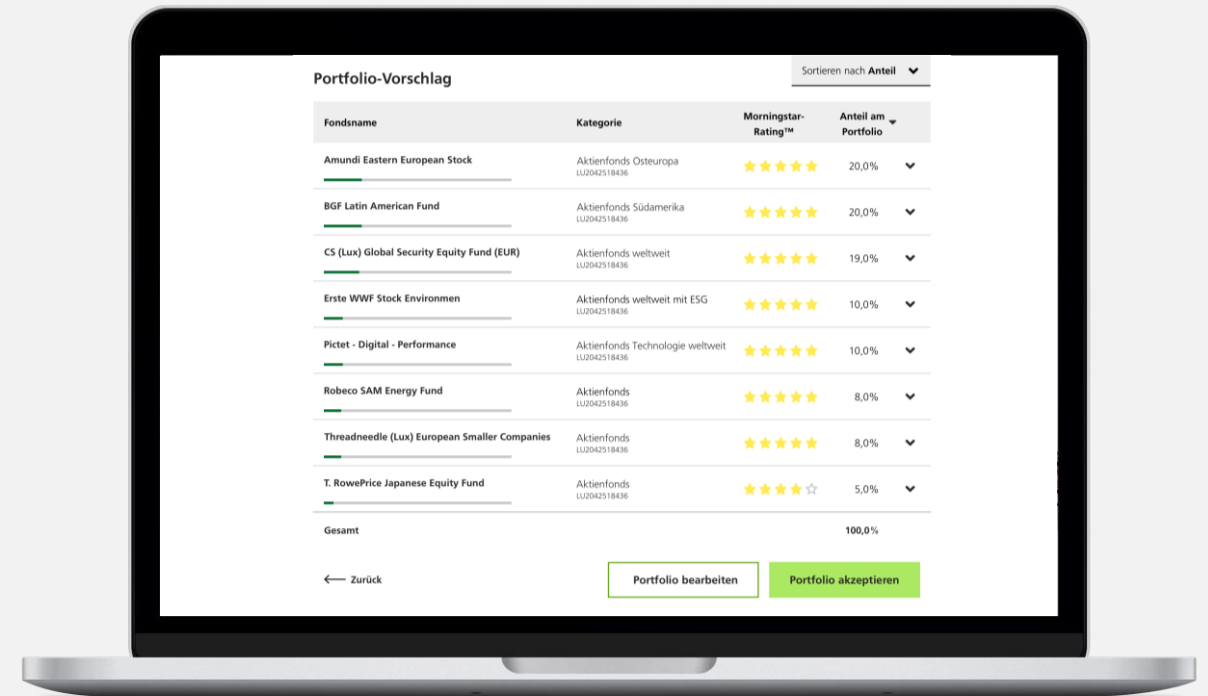 Portfolio-Vorschlag
Sortieren nach Anteil
Fondsname
Kategorie
Morningstar-
Rating™
Anteil am
Portfolio
Amundi Eastern European Stock
Aktienfonds Osteuropa
LU2042518436
20,0%
BGF Latin American Fund
Aktienfonds Südamerika
LU2042518436
20,0%
CS (Lux) Global Security Equity Fund (EUR)
Aktienfonds weltweit
LU2042518436
19,0%
Erste WWF Stock Environmen
Aktienfonds weltweit mit ESG
LU2042518436
10,0%
Pictet - Digital - Performance
Aktienfonds Technologie weltweit
LU2042518436
10,0%
Robeco SAM Energy Fund
Aktienfonds
LU2042518436
8,0%
Threadneedle (Lux) European Smaller Companies
Aktienfonds
LU2042518436
8,0%
T. RowePrice Japanese Equity Fund
Aktienfonds
LU2042518436
5,0%
Gesamt
100,0%
Zurück
Portfolio bearbeiten
Portfolio akzeptieren